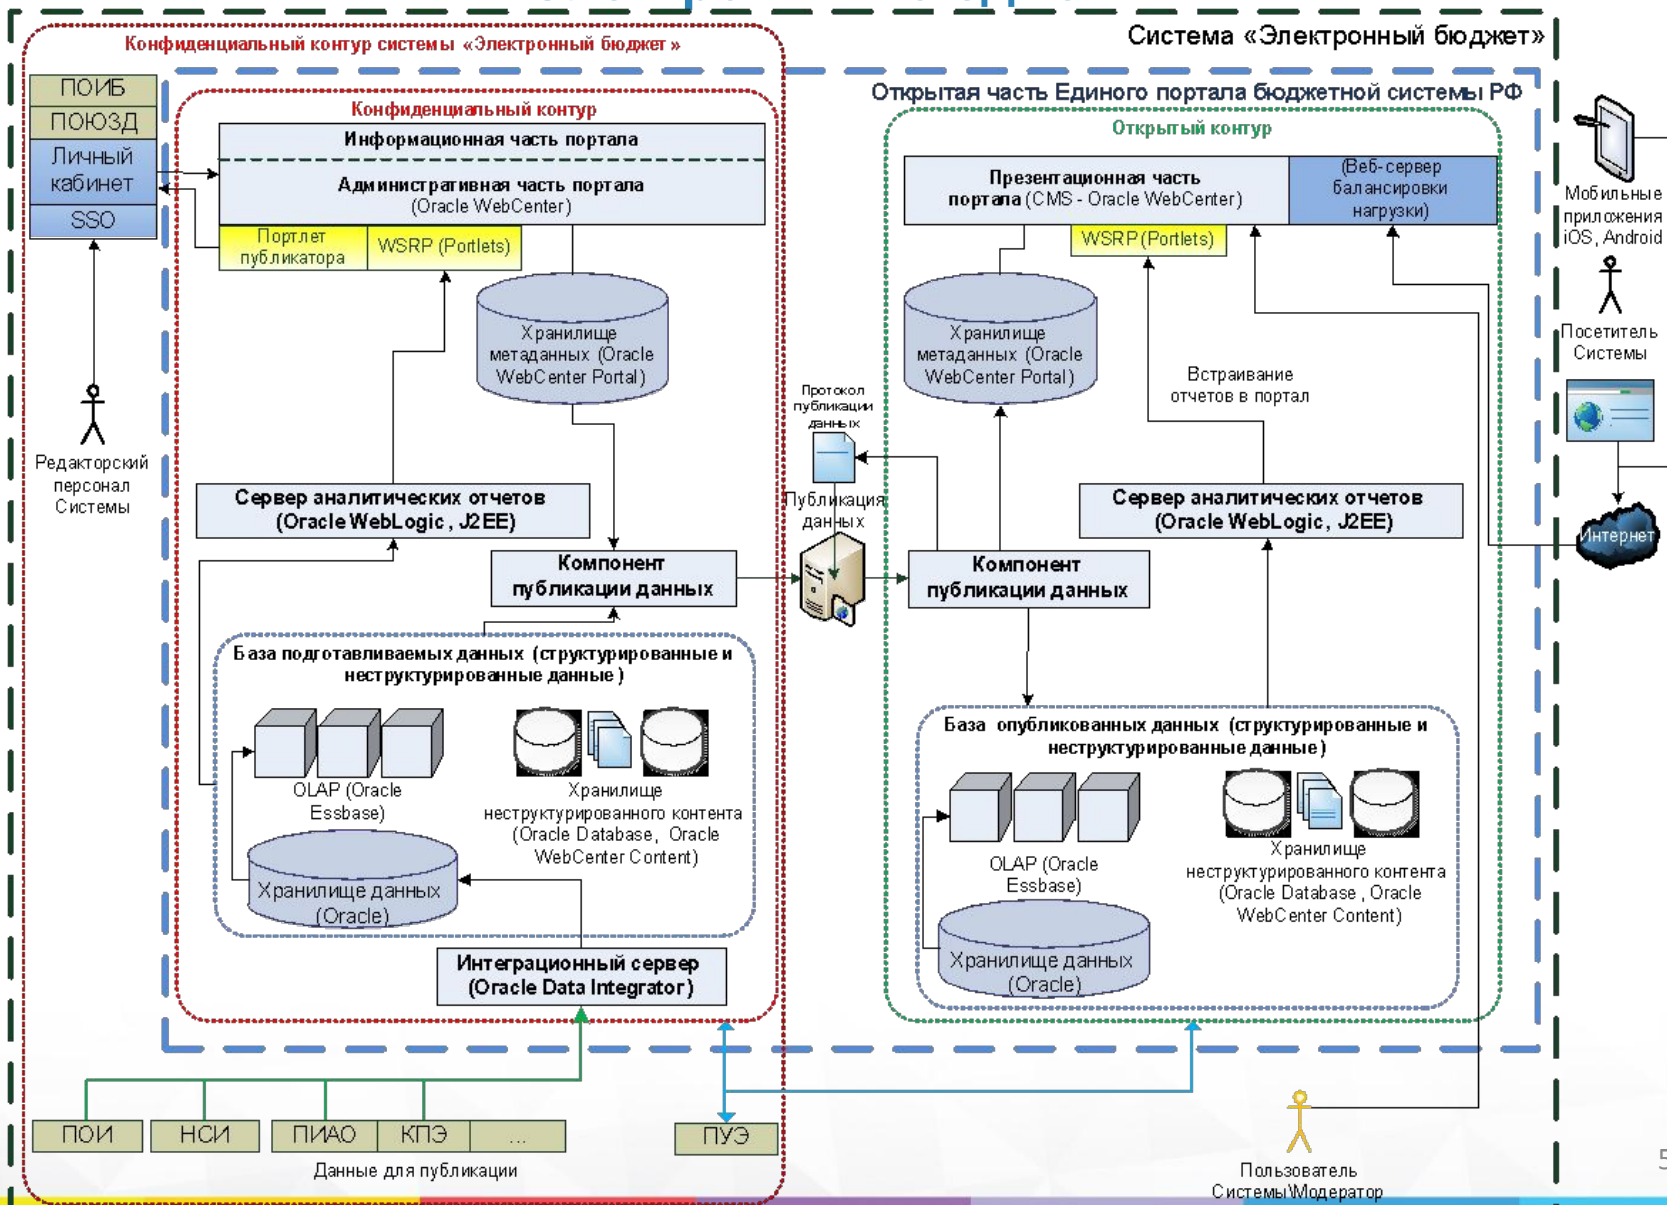 Система «Электронный бюджет»
Конфиденциальный контур системы «Электронный бюджет»
ПОИБ
ПОЮЗД
Личный
кабинет
SSO
Редакторский
персонал
Системы
Конфиденциальный контур
Информационная часть портала
Административная часть портала
(Oracle WebCenter)
Портлет
публикатора
WSRP (Portlets)
Хранилище
метаданных (Oracle
WebCenter Portal)
Сервер аналитических отчетов
(Oracle WebLogic, J2EE)
Компонент
публикации данных
База подготавливаемых данных (структурированные и
неструктурированные данные)
OLAP (Oracle
Essbase)
Хранилище
неструктурированного контента
(Oracle Database, Oracle
WebCenter Content)
Хранилище данных
(Oracle)
Интеграционный сервер
(Oracle Data Integrator)
Протокол
публикации
данных
Публикация
данных
Открытая часть Единого портала бюджетной системы РФ
Открытый контур
Презентационная часть
портала (CMS - Oracle WebCenter)
(Веб-сервер
балансировки
нагрузки)
WSRP (Portlets)
Хранилище
метаданных (Oracle
WebCenter Portal)
Встраивание
отчетов в портал
Сервер аналитических отчетов
(Oracle WebLogic, J2EE)
Компонент
публикации данных
База опубликованных данных (структурированные и
неструктурированные данные)
OLAP (Oracle
Essbase)
Хранилище
неструктурированного контента
(Oracle Database, Oracle
WebCenter Content)
Хранилище данных
(Oracle)
Мобильные
приложения
iOS, Android
Посетитель
Системы
Интернет
ПОИ
НСИ
ПИАО
КПЭ
...
ПУЭ
Данные для публикации
Пользователь
Системы\Модератор
5